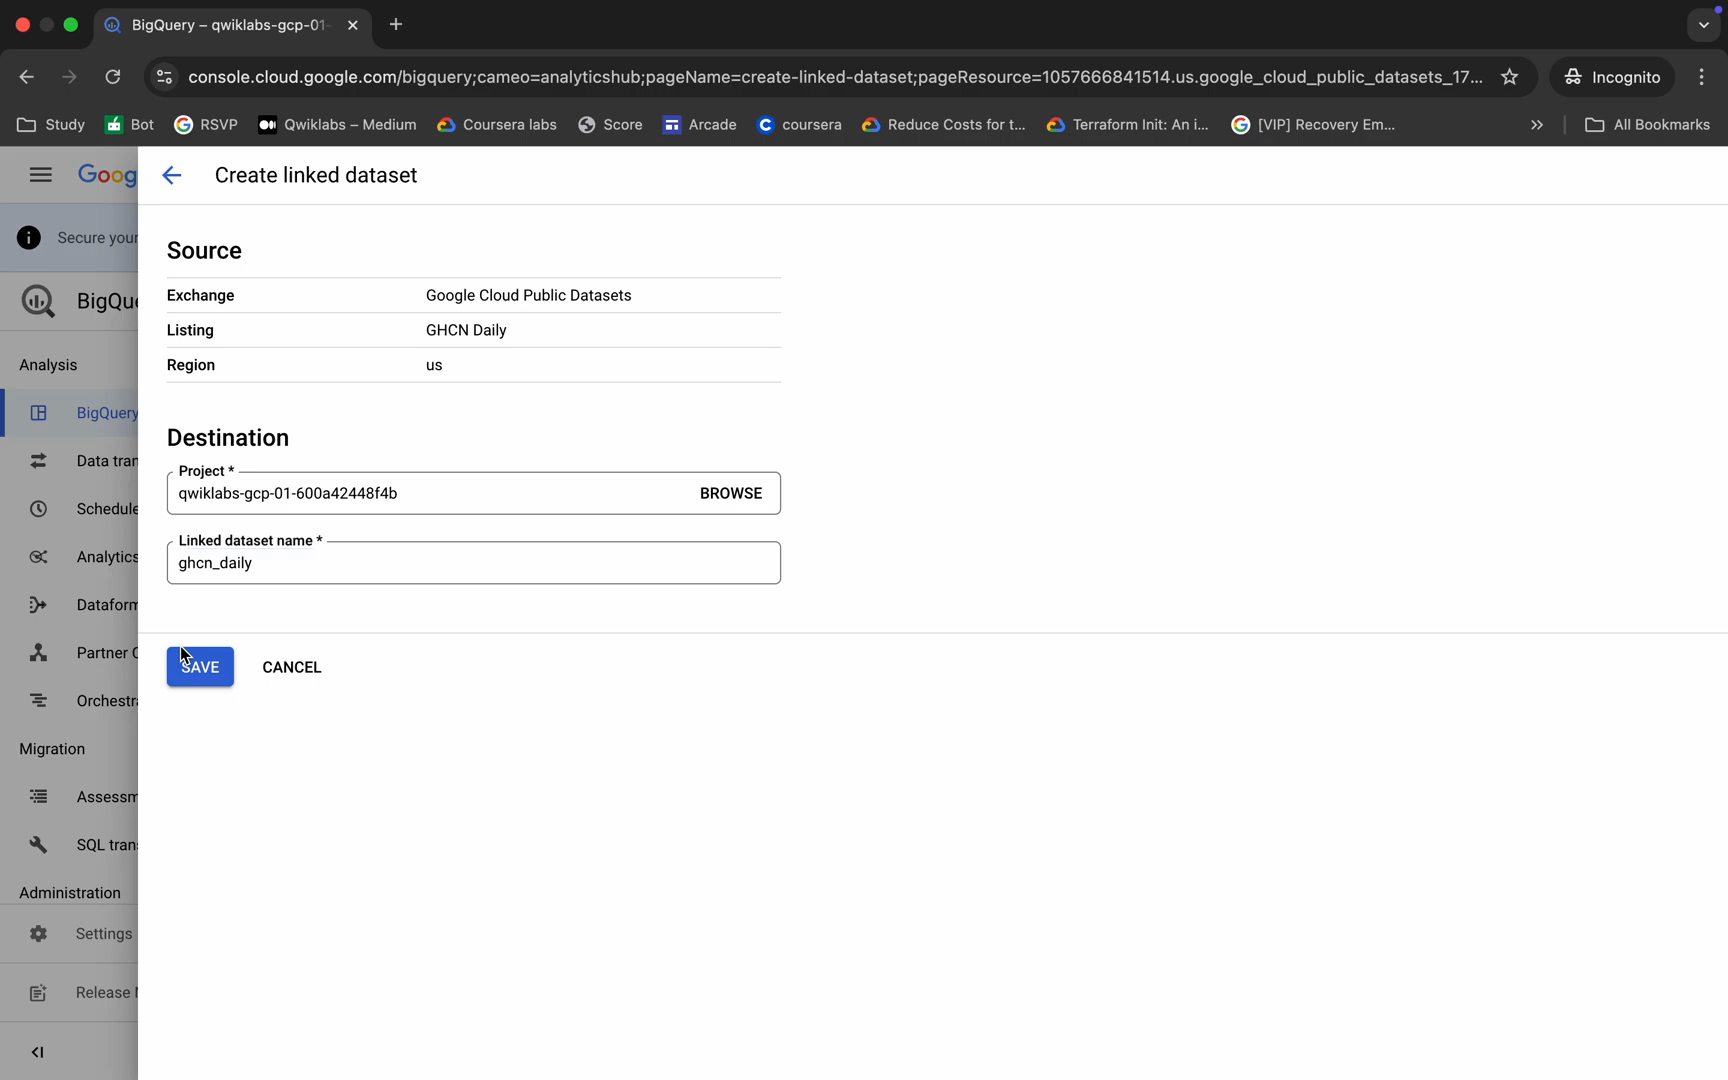 BigQuery – qwiklabs-gcp-01-
console.cloud.google.com/bigquery;cameo=analyticshub;pageName=create-linked-dataset;pageResource=1057666841514.us.google_cloud_public_datasets_17...
Incognito
Study
Bot
RSVP
Qwiklabs – Medium
Coursera labs
Score
Arcade
coursera
Reduce Costs for t...
Terraform Init: An i...
[VIP] Recovery Em...
All Bookmarks
Goog
Create linked dataset
Secure your
BigQue
Analysis
BigQuery
Data tran
Schedule
Analytics
Dataform
Partner C
Orchestra
Migration
Assessm
SQL tran
Administration
Settings
Release N
Source
Exchange Google Cloud Public Datasets
Listing GHCN Daily
Region us
Destination
Project *
qwiklabs-gcp-01-600a42448f4b BROWSE
Linked dataset name *
ghcn_daily
SAVE CANCEL